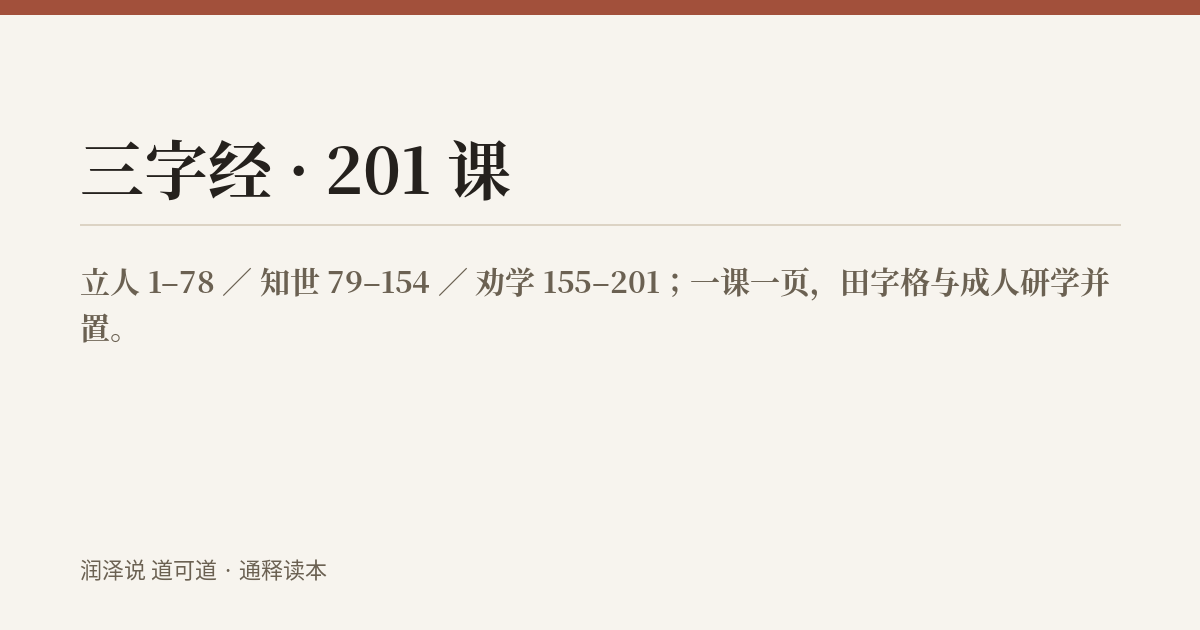 三字经 · 201 课
立人 1–78 ／ 知世 79–154 ／ 劝学 155–201；一课一页，田字格与成人研学并
置。
润泽说 道可道 · 通释读本